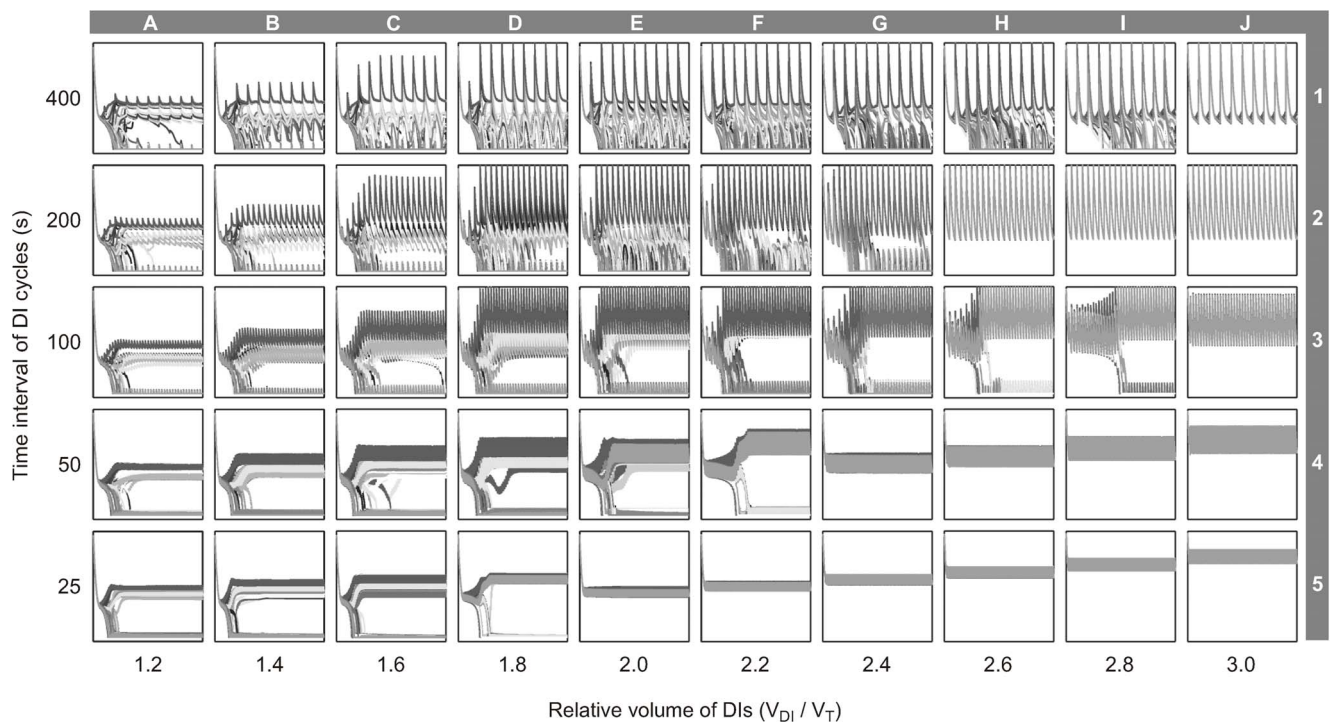 A B C D E F G H I J
400 1
200 2
100 3
50 4
25 5
1.2 1.4 1.6 1.8 2.0 2.2 2.4 2.6 2.8 3.0
Time interval of DI cycles (s)
Relative volume of DIs (V_DI / V_T)